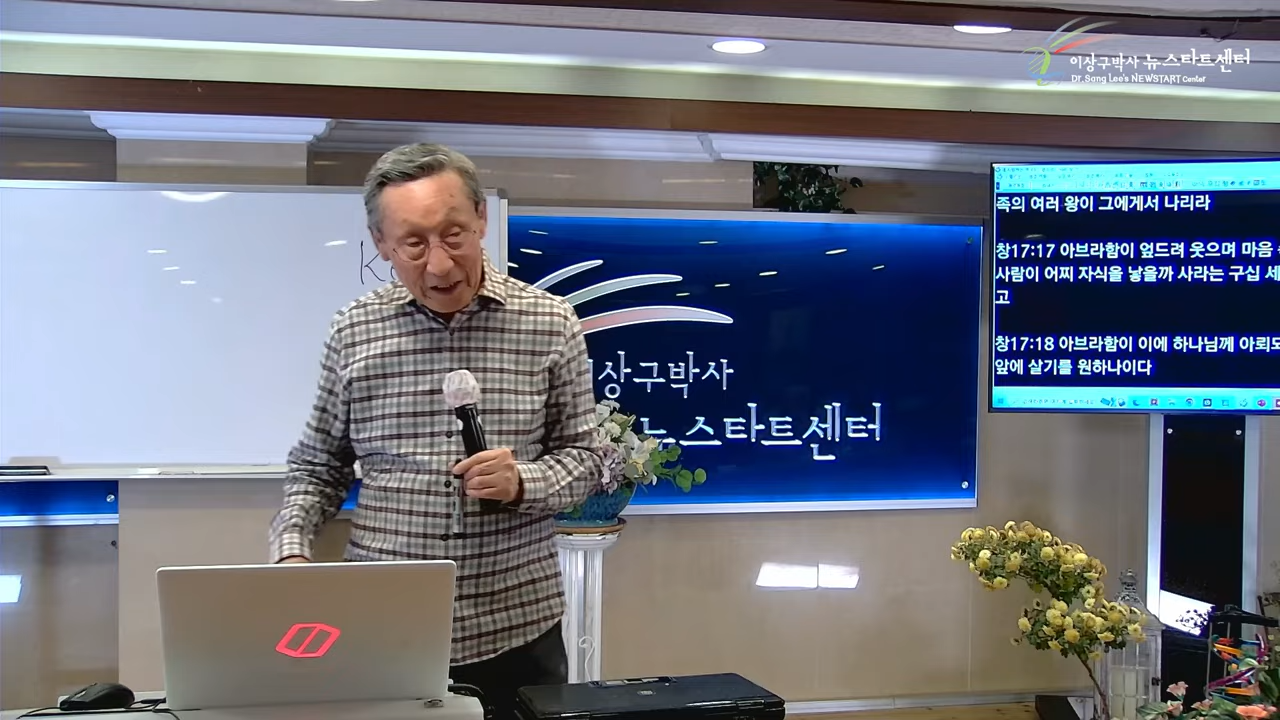 이상구박사 뉴스타트센터
Dr. Sang Lee's NEWSTART Center
족의 여러 왕이 그에게서 나리라
창17:17 아브라함이 엎드려 웃으며 마음
사람이 어찌 자식을 낳을까 사라는 구십 세
고
창17:18 아브라함이 이에 하나님께 아뢰되
앞에 살기를 원하나이다
K
이상구박사
뉴스타트센터